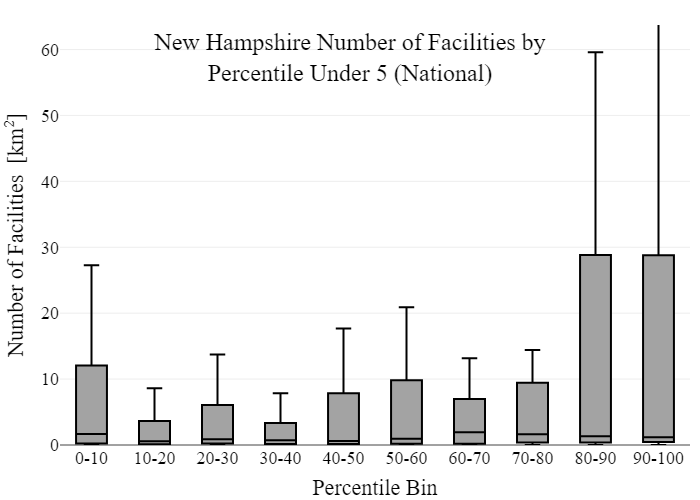 New Hampshire Number of Facilities by
Percentile Under 5 (National)
Number of Facilities [km²]
60
50
40
30
20
10
0
0-10 10-20 20-30 30-40 40-50 50-60 60-70 70-80 80-90 90-100
Percentile Bin